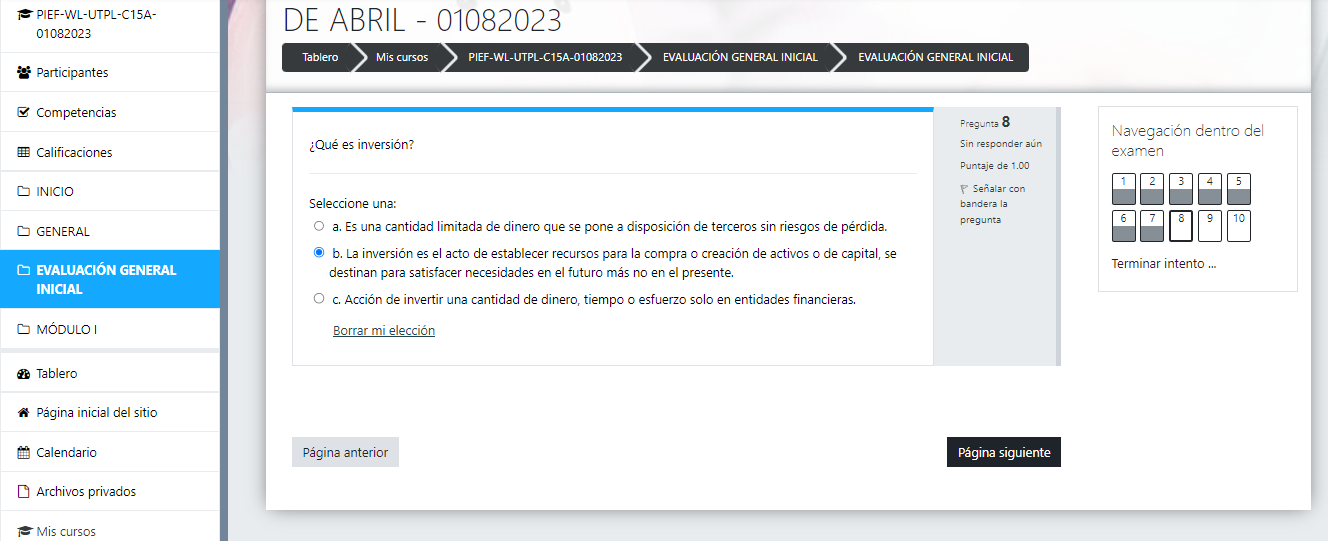 PIEF-WL-UTPL-C15A-
01082023
Participantes
Competencias
Calificaciones
INICIO
GENERAL
EVALUACIÓN GENERAL
INICIAL
MÓDULO I
Tablero
Página inicial del sitio
Calendario
Archivos privados
Mis cursos
DE ABRIL - 01082023
Tablero
Mis cursos
PIEF-WL-UTPL-C15A-01082023
EVALUACIÓN GENERAL INICIAL
EVALUACIÓN GENERAL INICIAL
¿Qué es inversión?
Seleccione una:
a. Es una cantidad limitada de dinero que se pone a disposición de terceros sin riesgos de pérdida.
b. La inversión es el acto de establecer recursos para la compra o creación de activos o de capital, se
destinan para satisfacer necesidades en el futuro más no en el presente.
c. Acción de invertir una cantidad de dinero, tiempo o esfuerzo solo en entidades financieras.
Borrar mi elección
Pregunta 8
Sin responder aún
Puntaje de 1.00
Señalar con
bandera la
pregunta
Página anterior
Página siguiente
Navegación dentro del
examen
1 2 3 4 5
6 7 8 9 10
Terminar intento ...